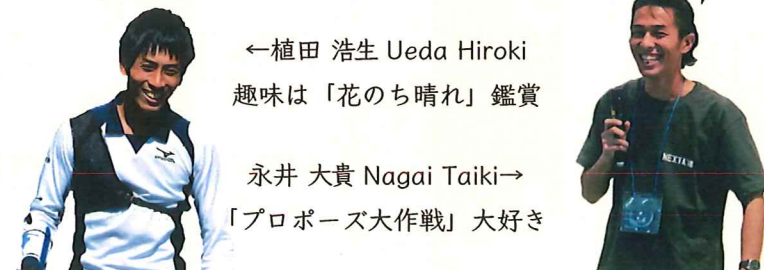 ←植田 浩生 Ueda Hiroki
趣味は「花のち晴れ」鑑賞
永井 大貴 Nagai Taiki→
「プロポーズ大作戦」大好き